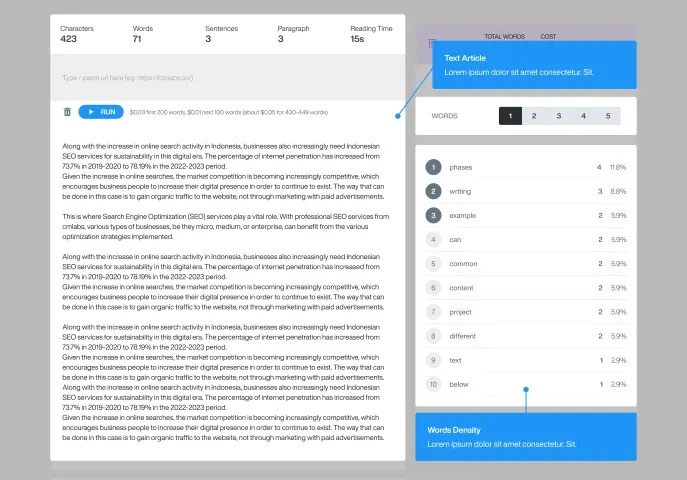 Characters Words Sentences Paragraph Reading Time
423 71 3 3 15s
TOTAL WORDS COST
Text Article
Lorem ipsum dolor sit amet consectetur. Sit.
Type / paste url here (eg. https://cmlabs.co/)
RUN $0.03 first 200 words, $0.01 next 100 words (about $0.05 for 400-449 words)
WORDS 1 2 3 4 5
Along with the increase in online search activity in Indonesia, businesses also increasingly need Indonesian
SEO services for sustainability in this digital era. The percentage of internet penetration has increased from
73.7% in 2019-2020 to 78.19% in the 2022-2023 period.
Given the increase in online searches, the market competition is becoming increasingly competitive, which
encourages business people to increase their digital presence in order to continue to exist. The way that can
be done in this case is to gain organic traffic to the website, not through marketing with paid advertisements.
This is where Search Engine Optimization (SEO) services play a vital role. With professional SEO services from
cmlabs, various types of businesses, be they micro, medium, or enterprise, can benefit from the various
optimization strategies implemented.
Along with the increase in online search activity in Indonesia, businesses also increasingly need Indonesian
SEO services for sustainability in this digital era. The percentage of internet penetration has increased from
73.7% in 2019-2020 to 78.19% in the 2022-2023 period.
Given the increase in online searches, the market competition is becoming increasingly competitive, which
encourages business people to increase their digital presence in order to continue to exist. The way that can
be done in this case is to gain organic traffic to the website, not through marketing with paid advertisements.
Along with the increase in online search activity in Indonesia, businesses also increasingly need Indonesian
SEO services for sustainability in this digital era. The percentage of internet penetration has increased from
73.7% in 2019-2020 to 78.19% in the 2022-2023 period.
Given the increase in online searches, the market competition is becoming increasingly competitive, which
encourages business people to increase their digital presence in order to continue to exist. The way that can
be done in this case is to gain organic traffic to the website, not through marketing with paid advertisements.
Along with the increase in online search activity in Indonesia, businesses also increasingly need Indonesian
SEO services for sustainability in this digital era. The percentage of internet penetration has increased from
73.7% in 2019-2020 to 78.19% in the 2022-2023 period.
Given the increase in online searches, the market competition is becoming increasingly competitive, which
encourages business people to increase their digital presence in order to continue to exist. The way that can
be done in this case is to gain organic traffic to the website, not through marketing with paid advertisements.
1 phases 4 11.8%
2 writing 3 8.8%
3 example 2 5.9%
4 can 2 5.9%
5 common 2 5.9%
6 content 2 5.9%
7 project 2 5.9%
8 different 2 5.9%
9 text 1 2.9%
10 below 1 2.9%
Words Density
Lorem ipsum dolor sit amet consectetur. Sit.